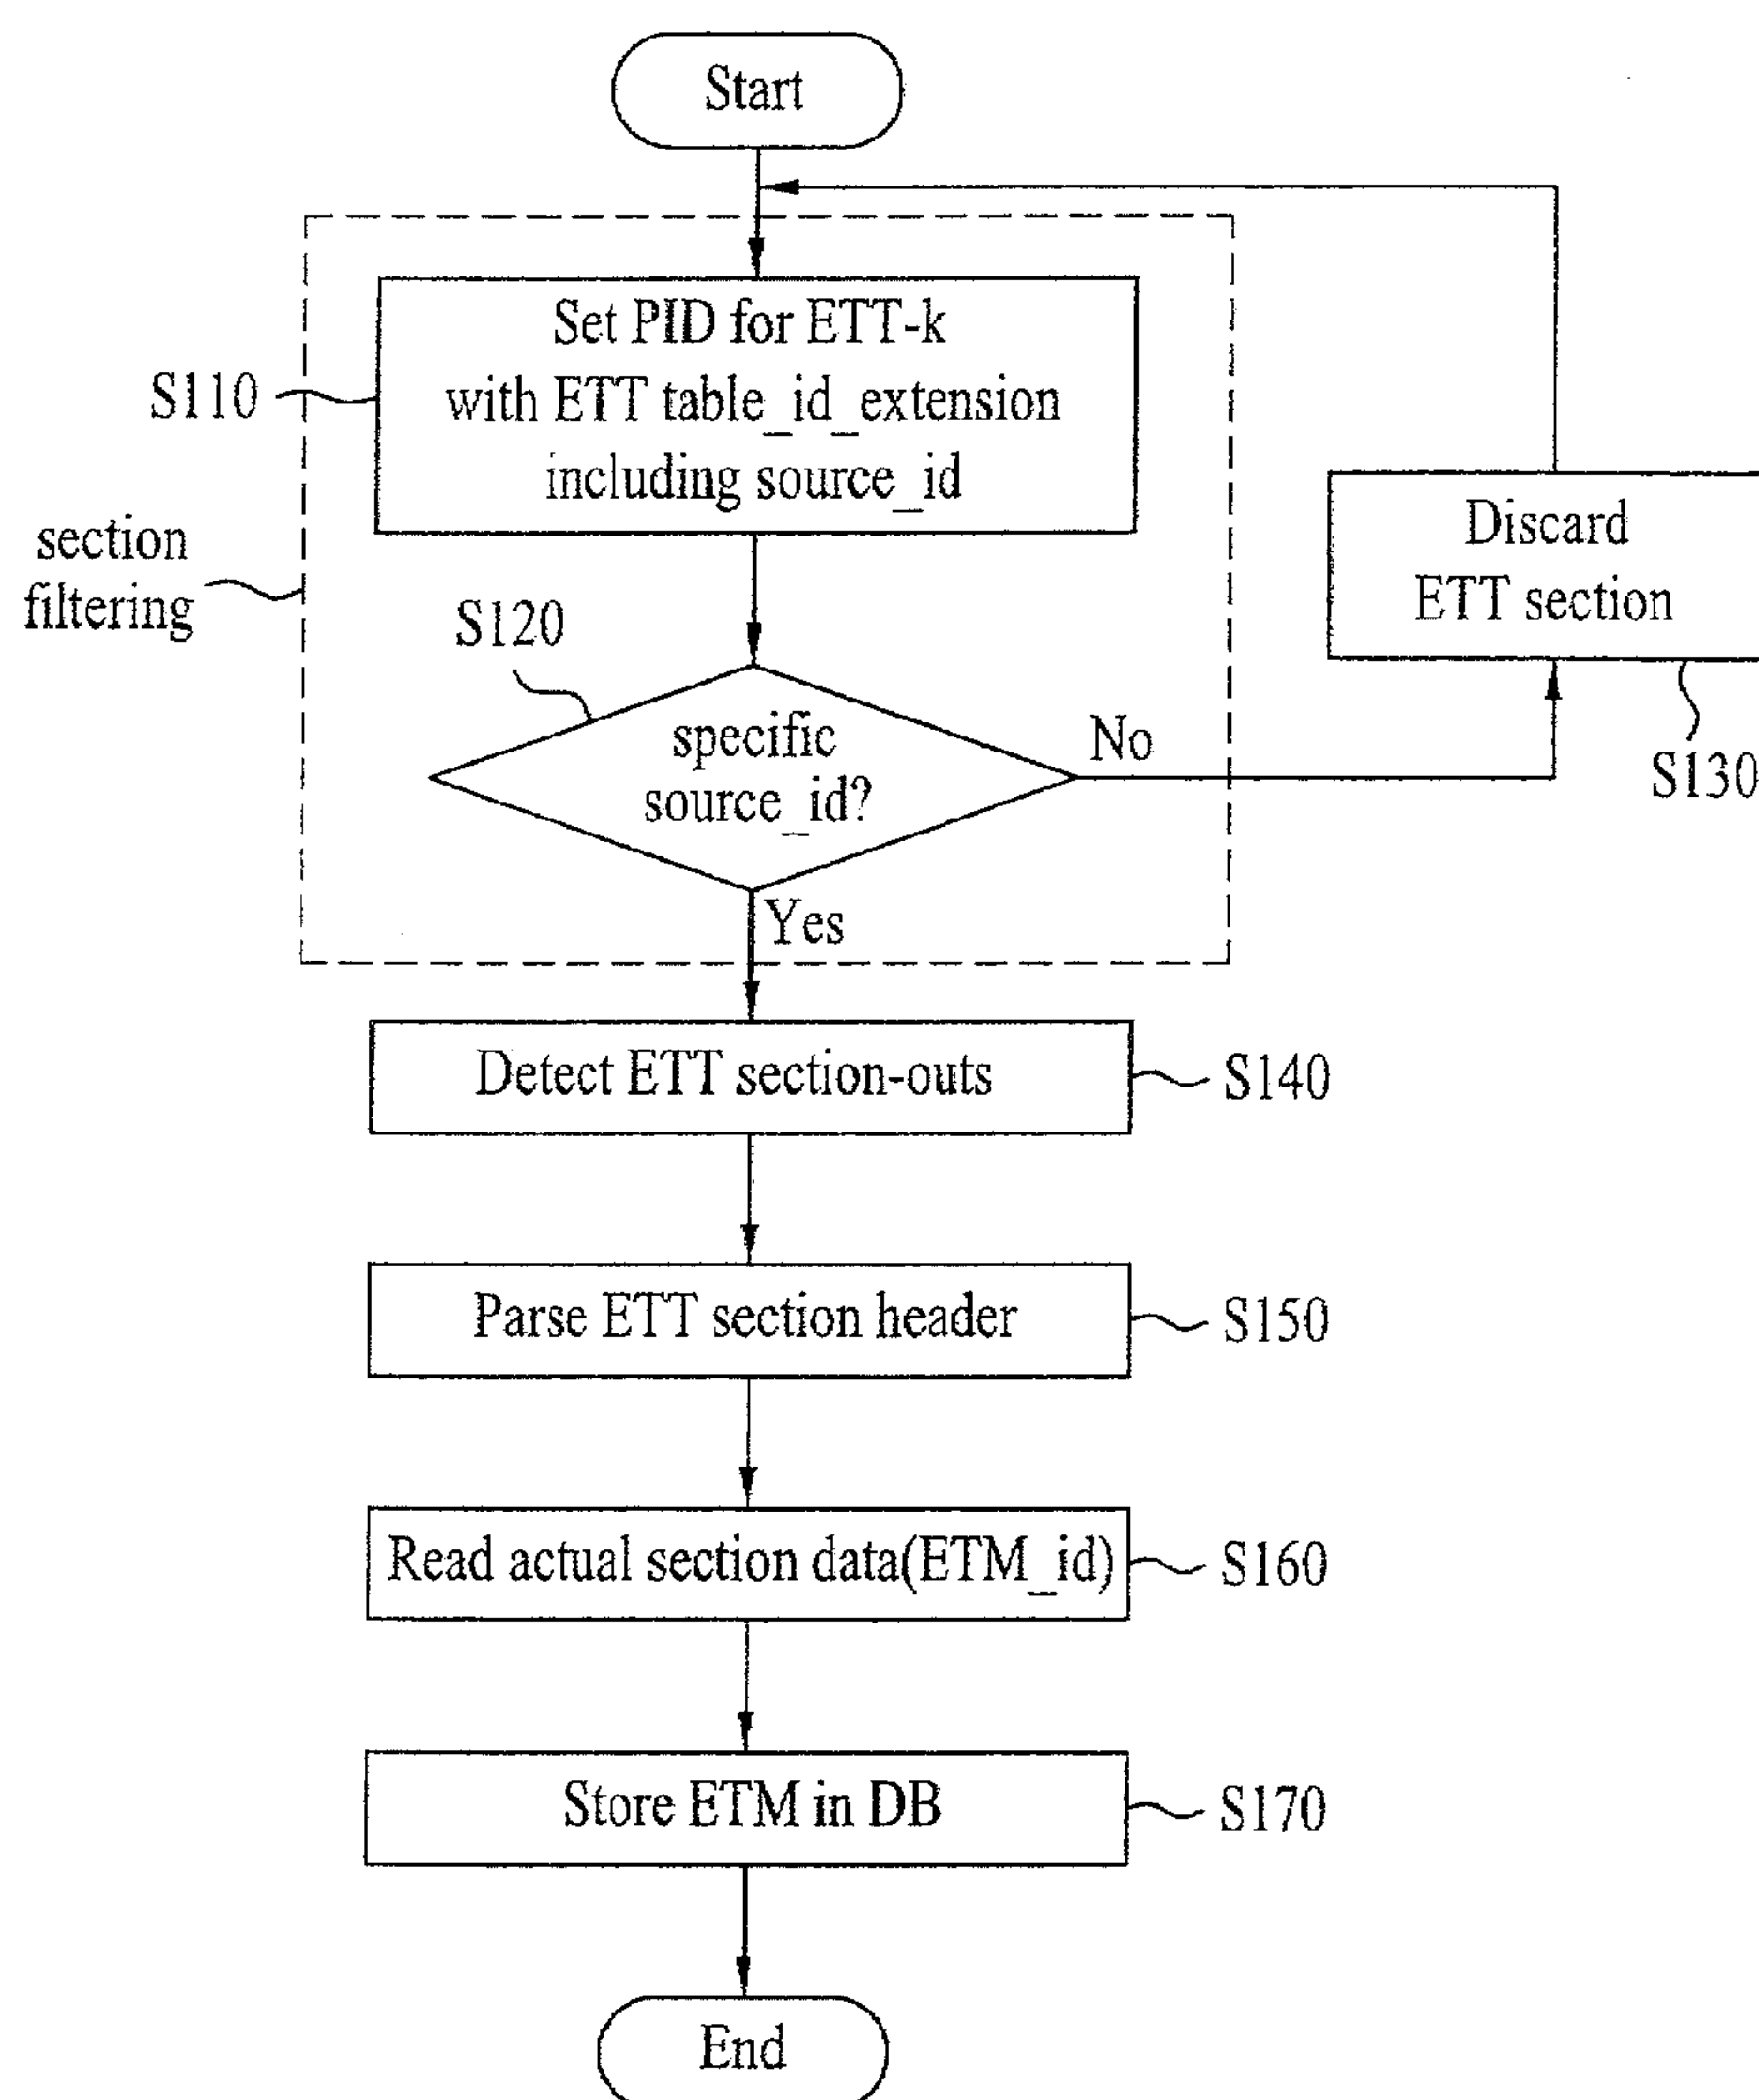 Start
Set PID for ETT-k
with ETT table_id_extension
including source_id
S110
section
filtering
Discard
ETT section
S130
S120
specific
source_id?
No
Yes
Detect ETT section-outs
S140
Parse ETT section header
S150
Read actual section data(ETM_id)
S160
Store ETM in DB
S170
End